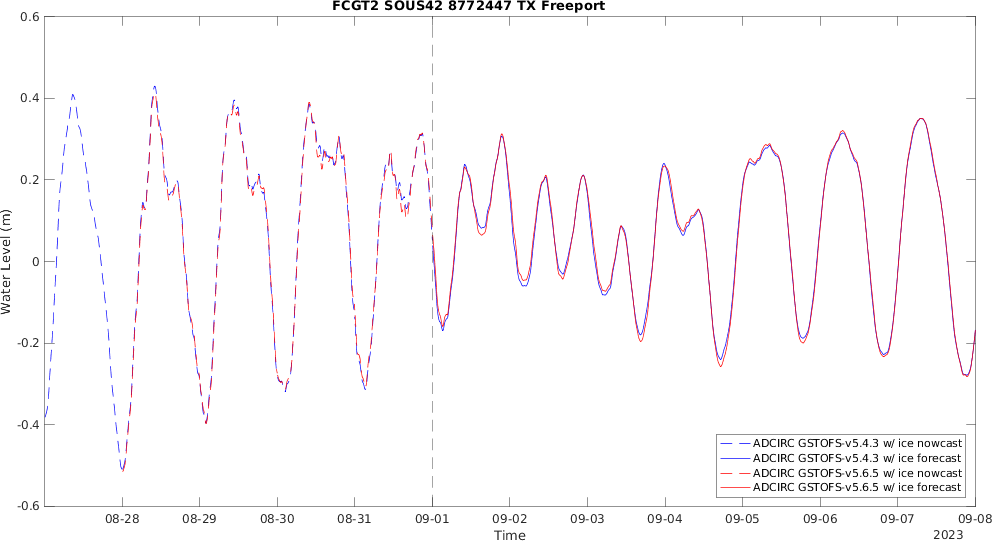 FCGT2 SOUS42 8772447 TX Freeport
Water Level (m)
0.6
0.4
0.2
0
-0.2
-0.4
-0.6
08-28 08-29 08-30 08-31 09-01 09-02 09-03 09-04 09-05 09-06 09-07 09-08
Time
2023
ADCIRC GSTOFS-v5.4.3 w/ ice nowcast
ADCIRC GSTOFS-v5.4.3 w/ ice forecast
ADCIRC GSTOFS-v5.6.5 w/ ice nowcast
ADCIRC GSTOFS-v5.6.5 w/ ice forecast